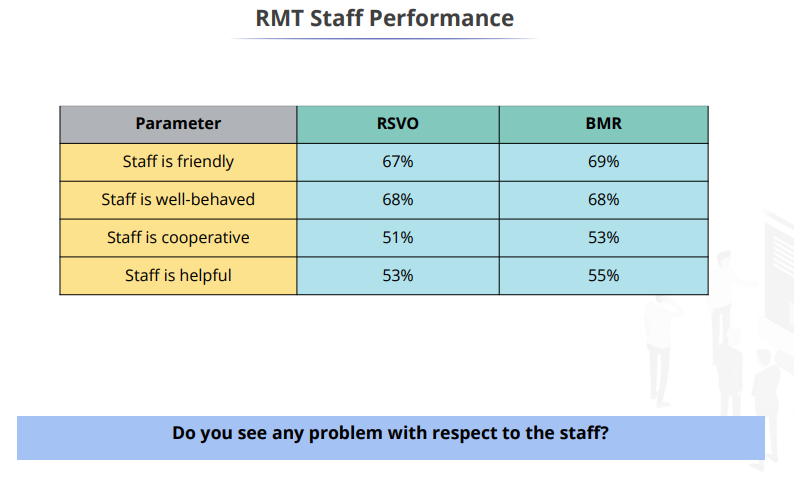 RMT Staff Performance
Parameter RSVO BMR
Staff is friendly 67% 69%
Staff is well-behaved 68% 68%
Staff is cooperative 51% 53%
Staff is helpful 53% 55%
Do you see any problem with respect to the staff?